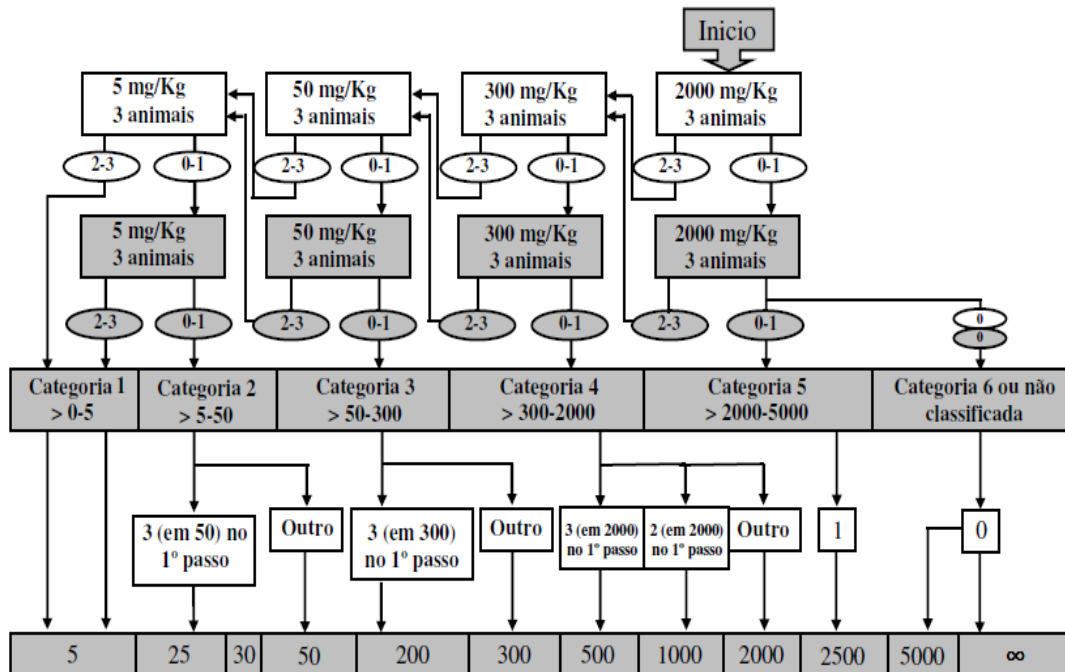 Inicio
5 mg/Kg
3 animais
50 mg/Kg
3 animais
300 mg/Kg
3 animais
2000 mg/Kg
3 animais
2-3
0-1
2-3
0-1
2-3
0-1
2-3
0-1
5 mg/Kg
3 animais
50 mg/Kg
3 animais
300 mg/Kg
3 animais
2000 mg/Kg
3 animais
2-3
0-1
2-3
0-1
2-3
0-1
2-3
0-1
0
0
Categoria 1
> 0-5
Categoria 2
> 5-50
Categoria 3
> 50-300
Categoria 4
> 300-2000
Categoria 5
> 2000-5000
Categoria 6 ou não
classificada
3 (em 50) no
1º passo
Outro
3 (em 300)
no 1º passo
Outro
3 (em 2000)
no 1º passo
2 (em 2000)
no 1º passo
Outro
1
0
5
25
30
50
200
300
500
1000
2000
2500
5000
∞